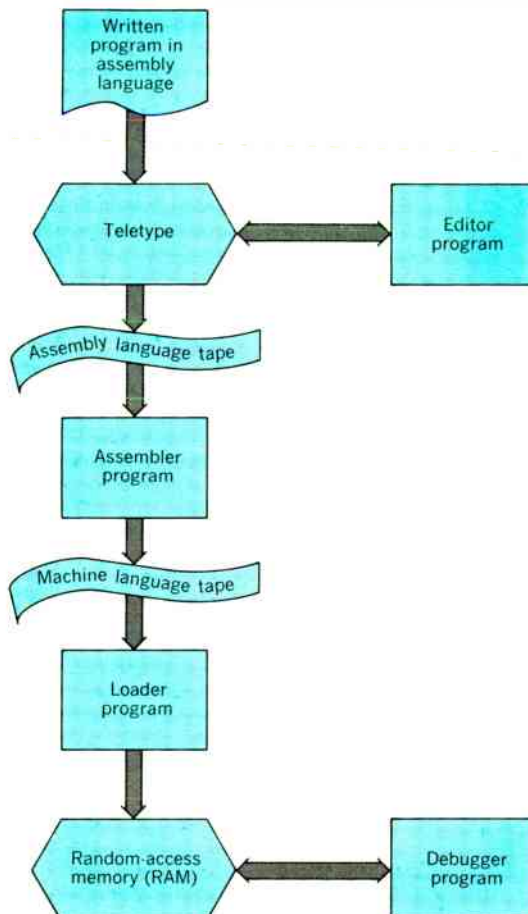 Written
program in
assembly
language
Teletype
Editor
program
Assembly language tape
Assembler
program
Machine language tape
Loader
program
Random-access
memory (RAM)
Debugger
program